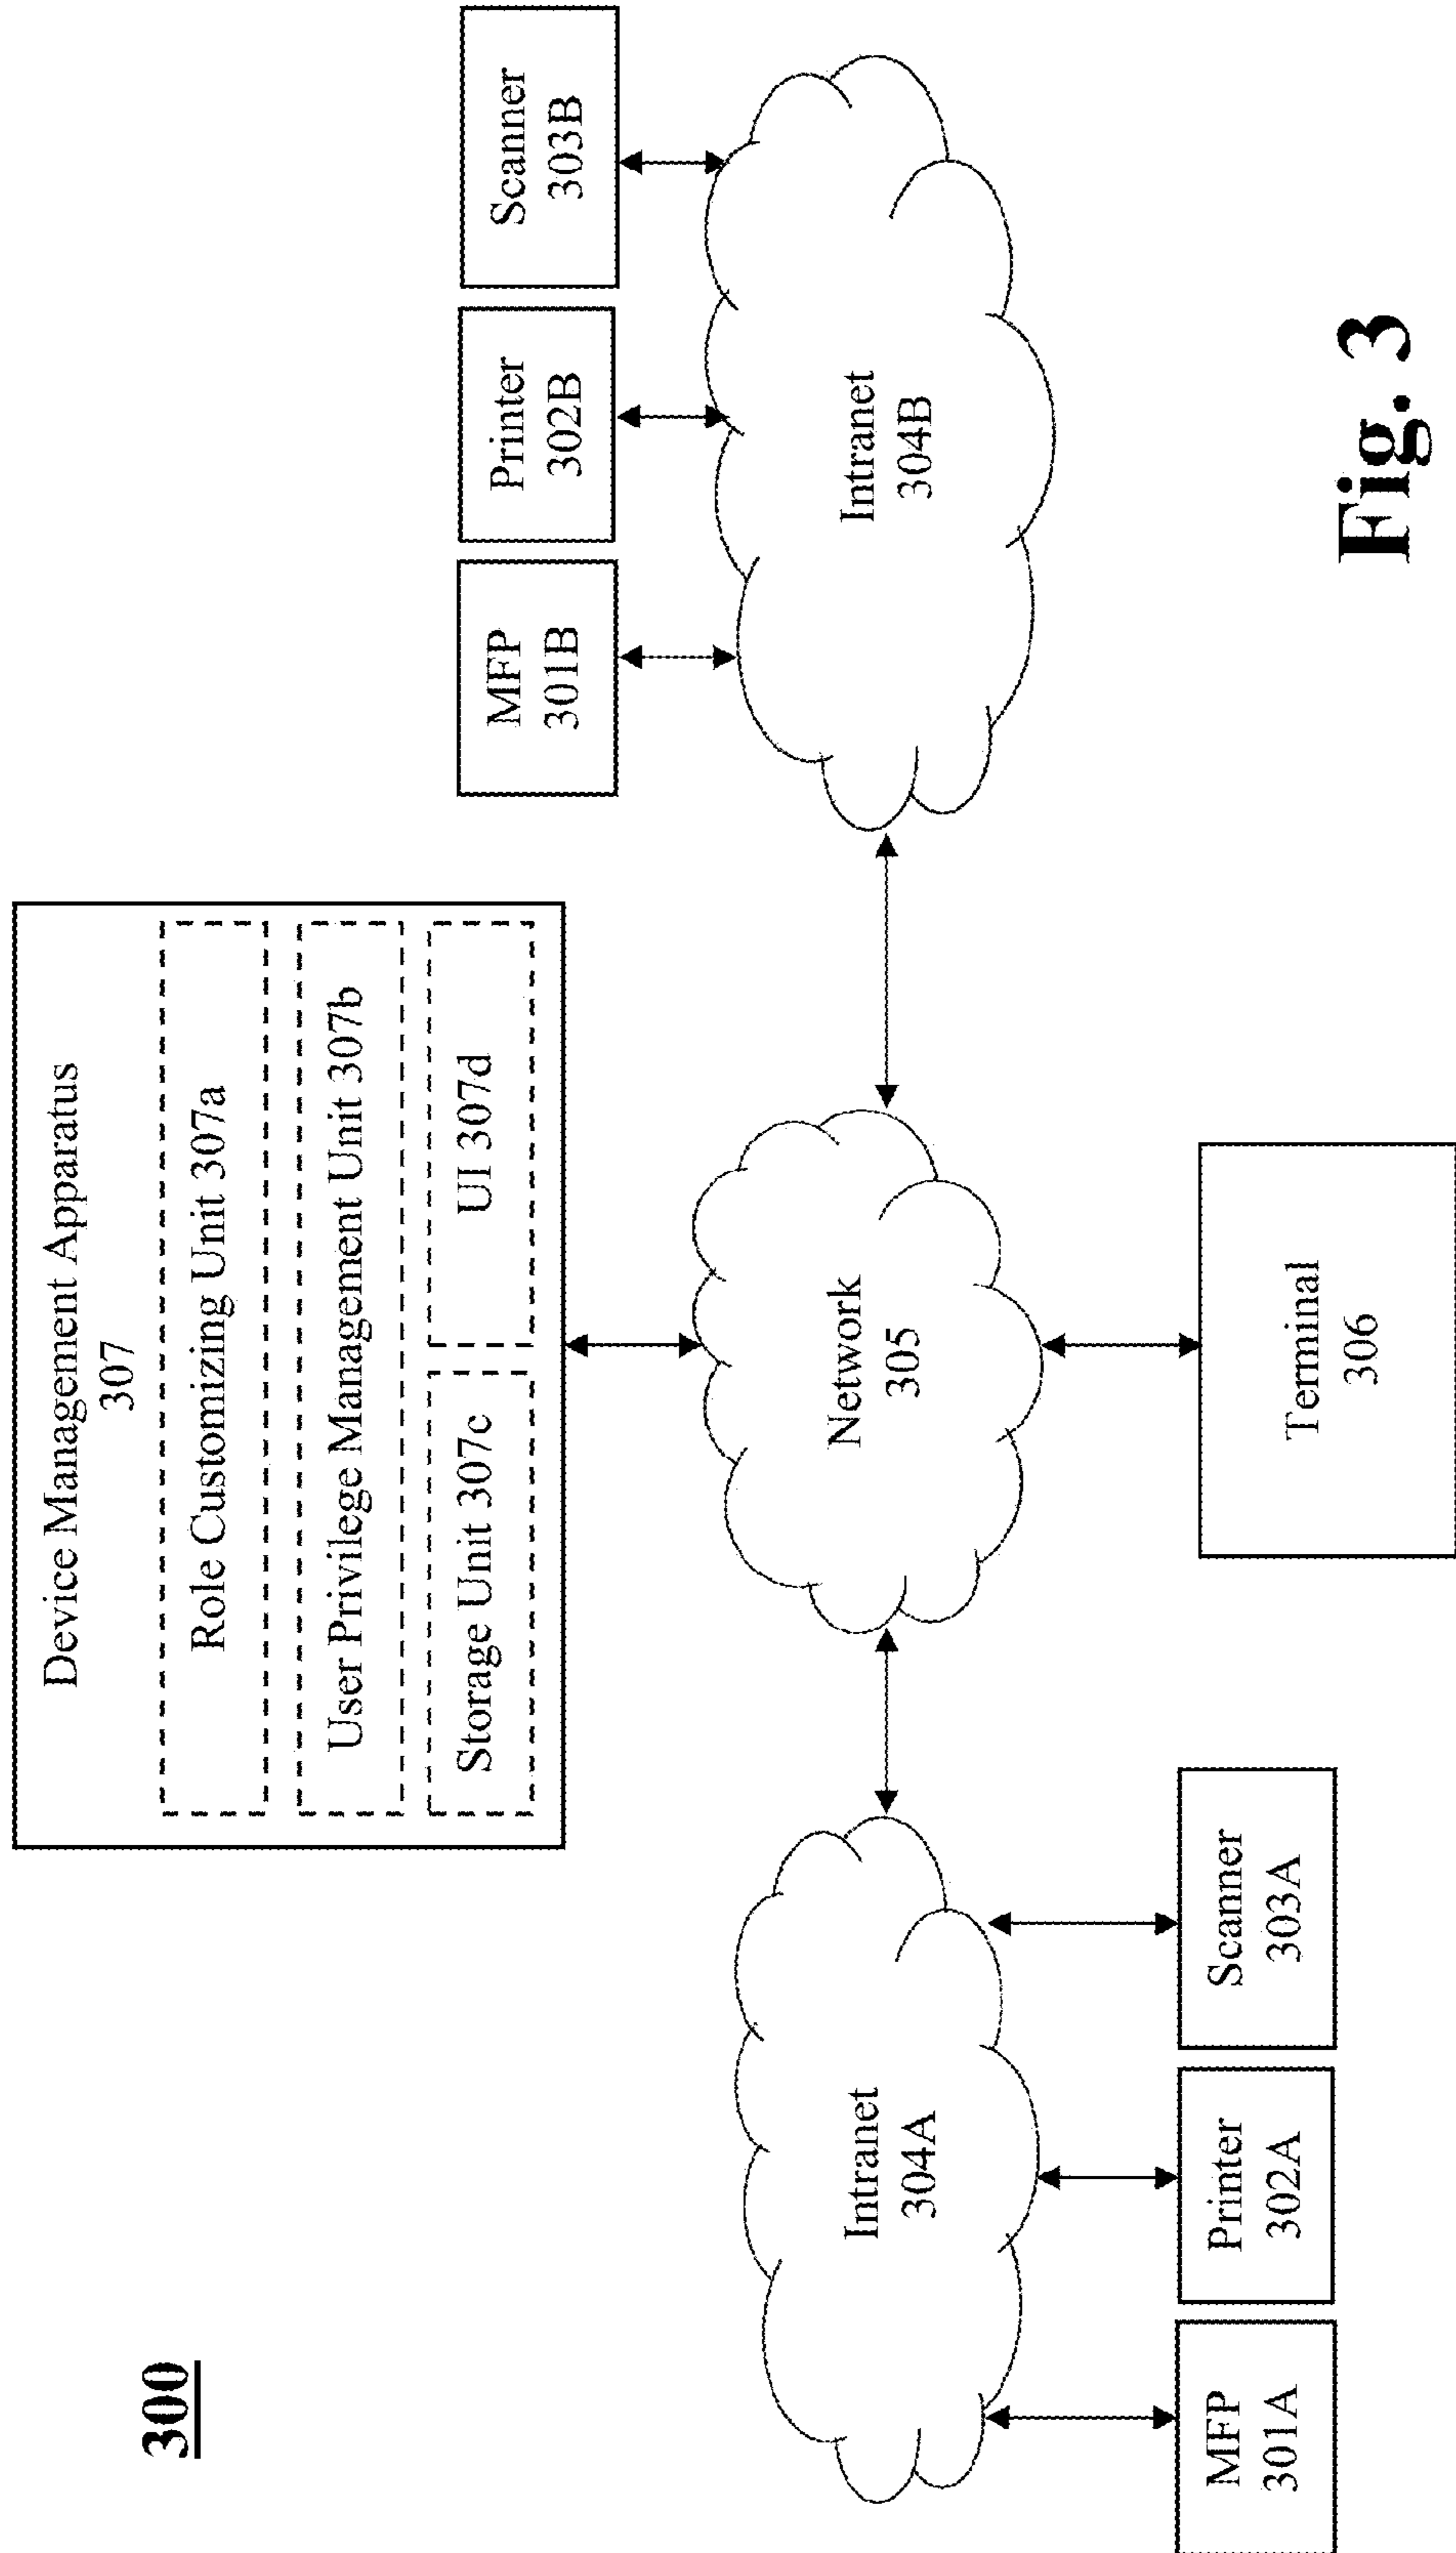 300
Device Management Apparatus
307
Role Customizing Unit 307a
User Privilege Management Unit 307b
Storage Unit 307c
UI 307d
MFP
301B
Printer
302B
Scanner
303B
Intranet
304A
Network
305
Intranet
304B
MFP
301A
Printer
302A
Scanner
303A
Terminal
306
Fig. 3